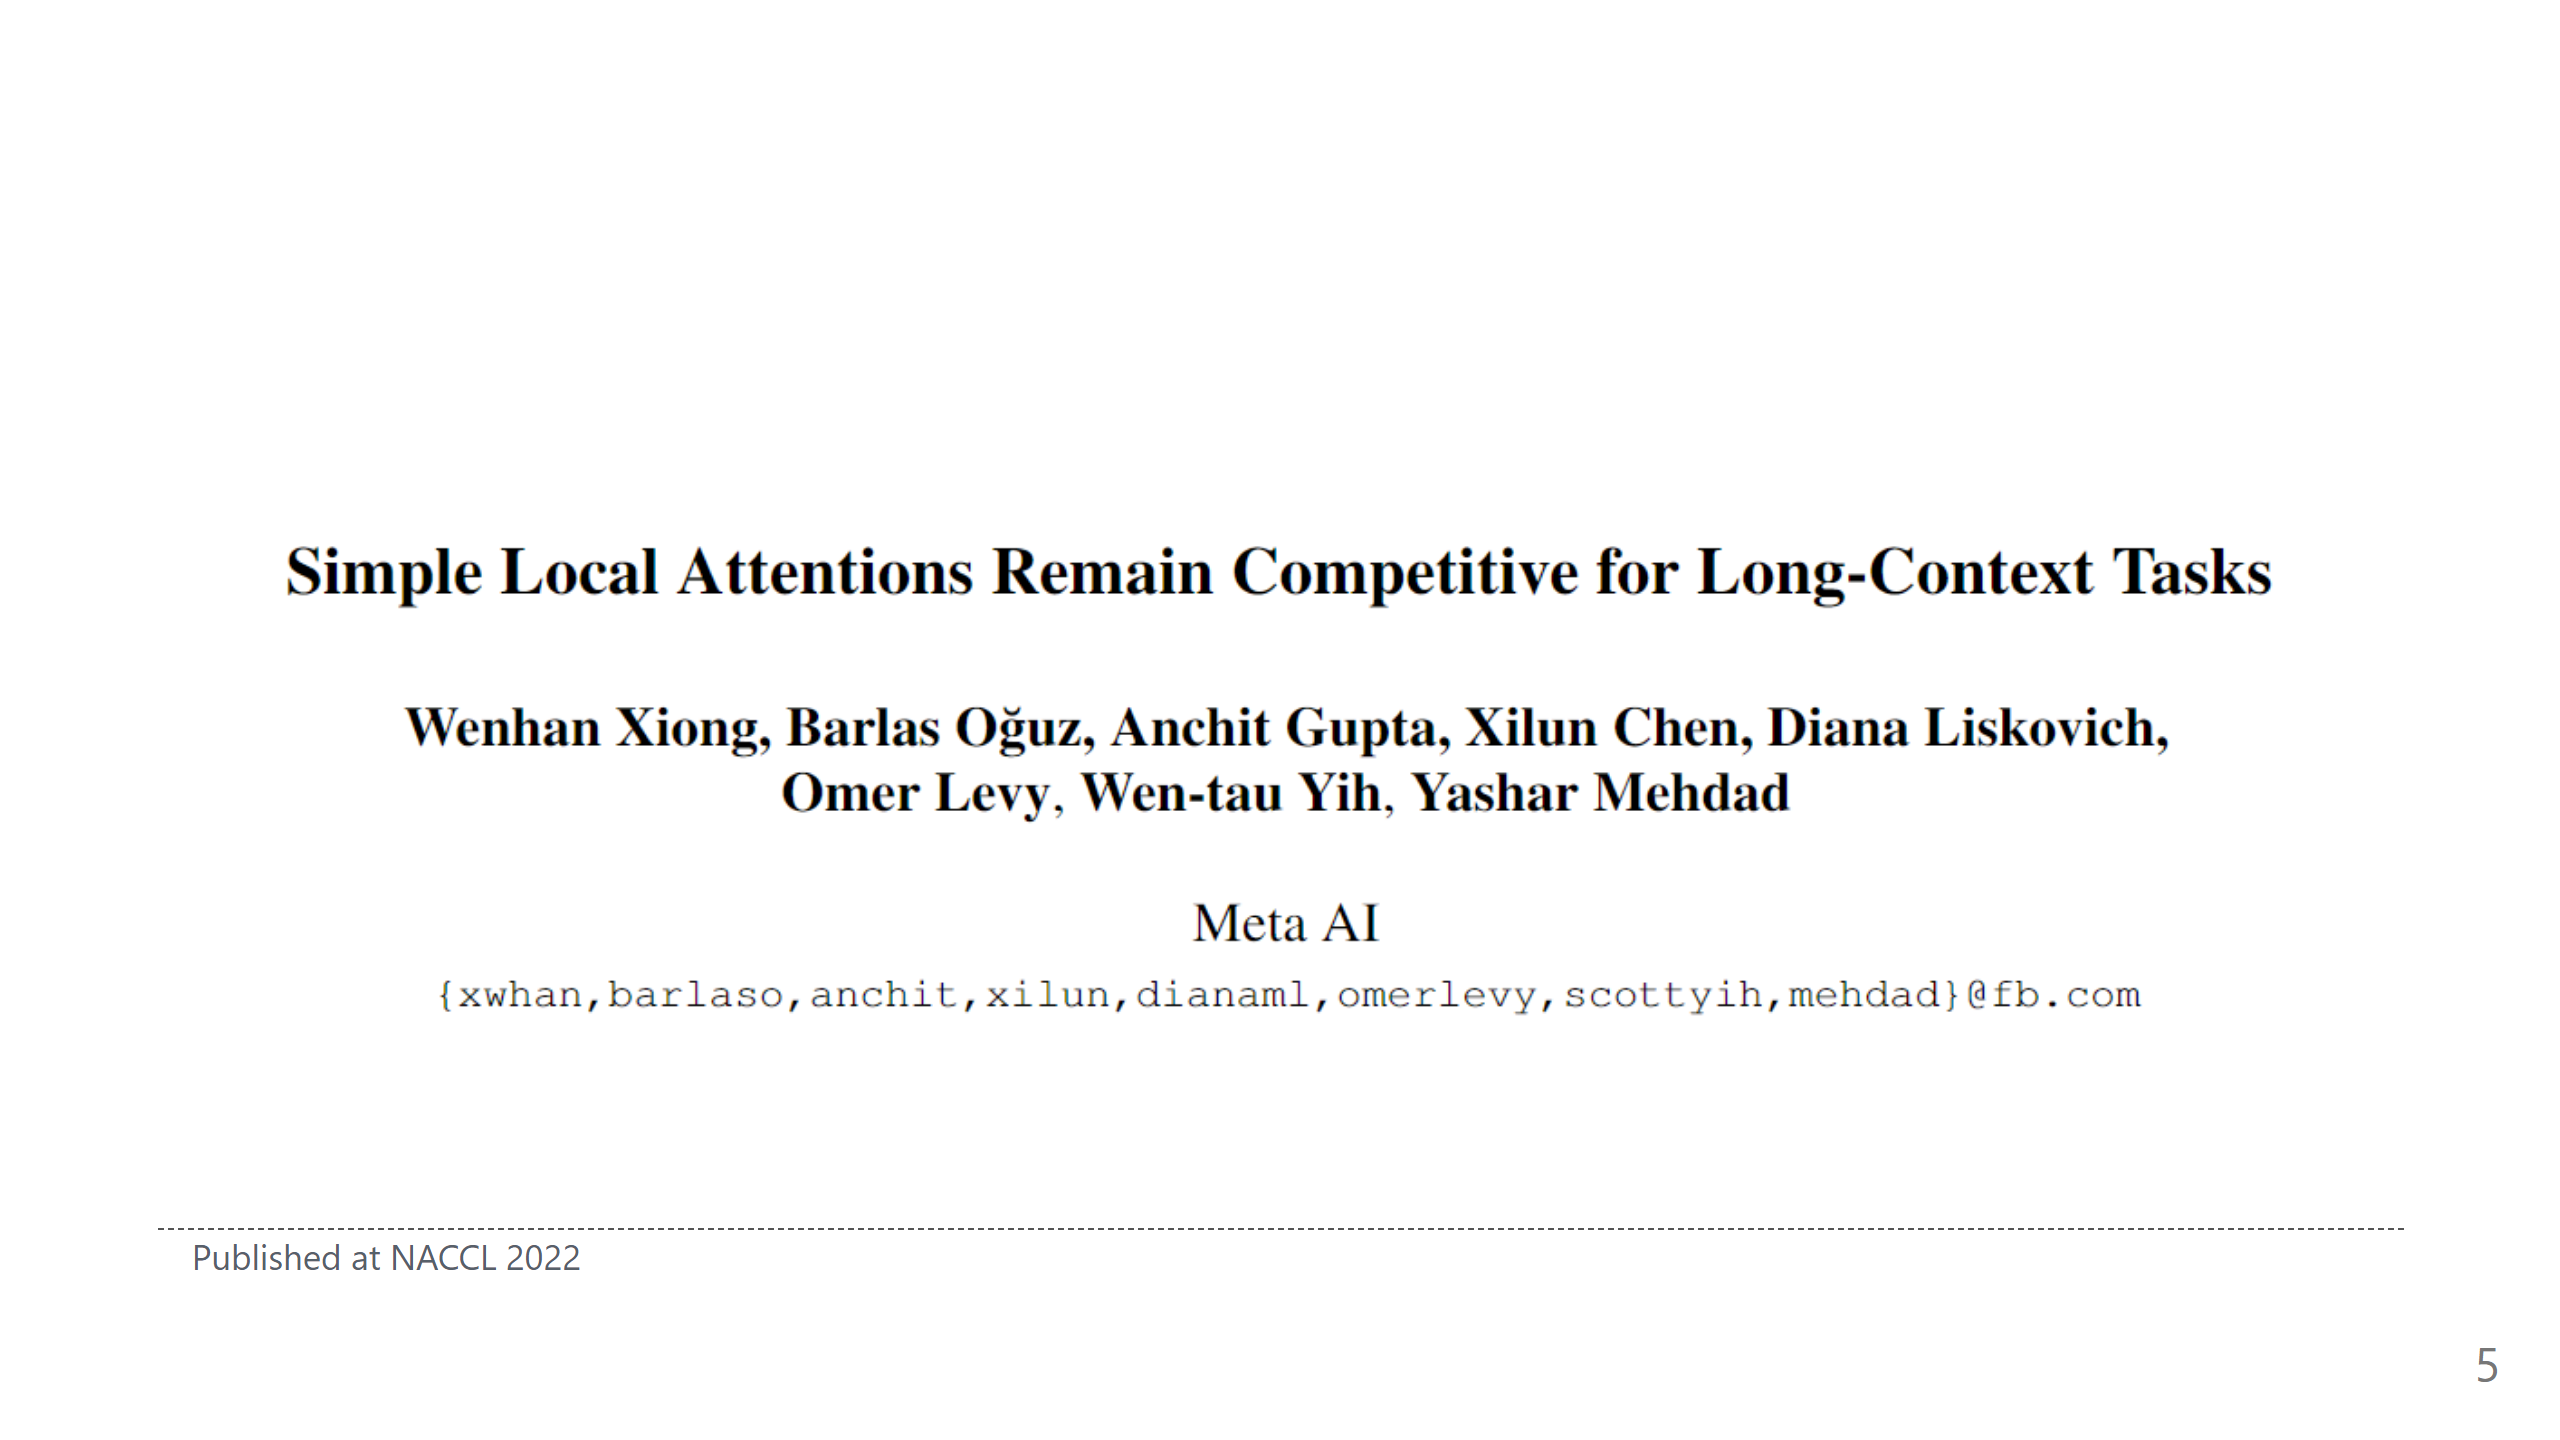 Simple Local Attentions Remain Competitive for Long-Context Tasks
Wenhan Xiong, Barlas Oğuz, Anchit Gupta, Xilun Chen, Diana Liskovich,
Omer Levy, Wen-tau Yih, Yashar Mehdad
Meta AI
{xwhan,barlaso,anchit,xilun,dianaml,omerlevy,scottyih,mehdad}@fb.com
Published at NACCL 2022
5